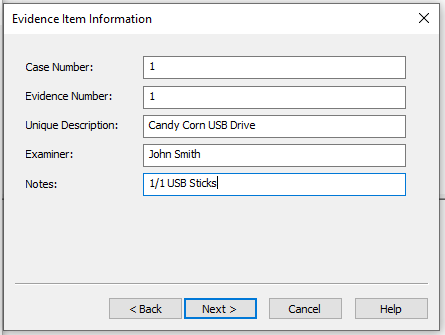 Evidence Item Information
Case Number: 1
Evidence Number: 1
Unique Description: Candy Corn USB Drive
Examiner: John Smith
Notes: 1/1 USB Sticks
< Back Next > Cancel Help